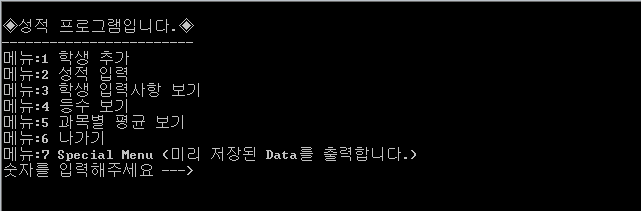 ◈성적 프로그램입니다.◈
------------------------
메뉴:1 학생 추가
메뉴:2 성적 입력
메뉴:3 학생 입력사항 보기
메뉴:4 등수 보기
메뉴:5 과목별 평균 보기
메뉴:6 나가기
메뉴:7 Special Menu (미리 저장된 Data를 출력합니다.)
숫자를 입력해주세요 --->